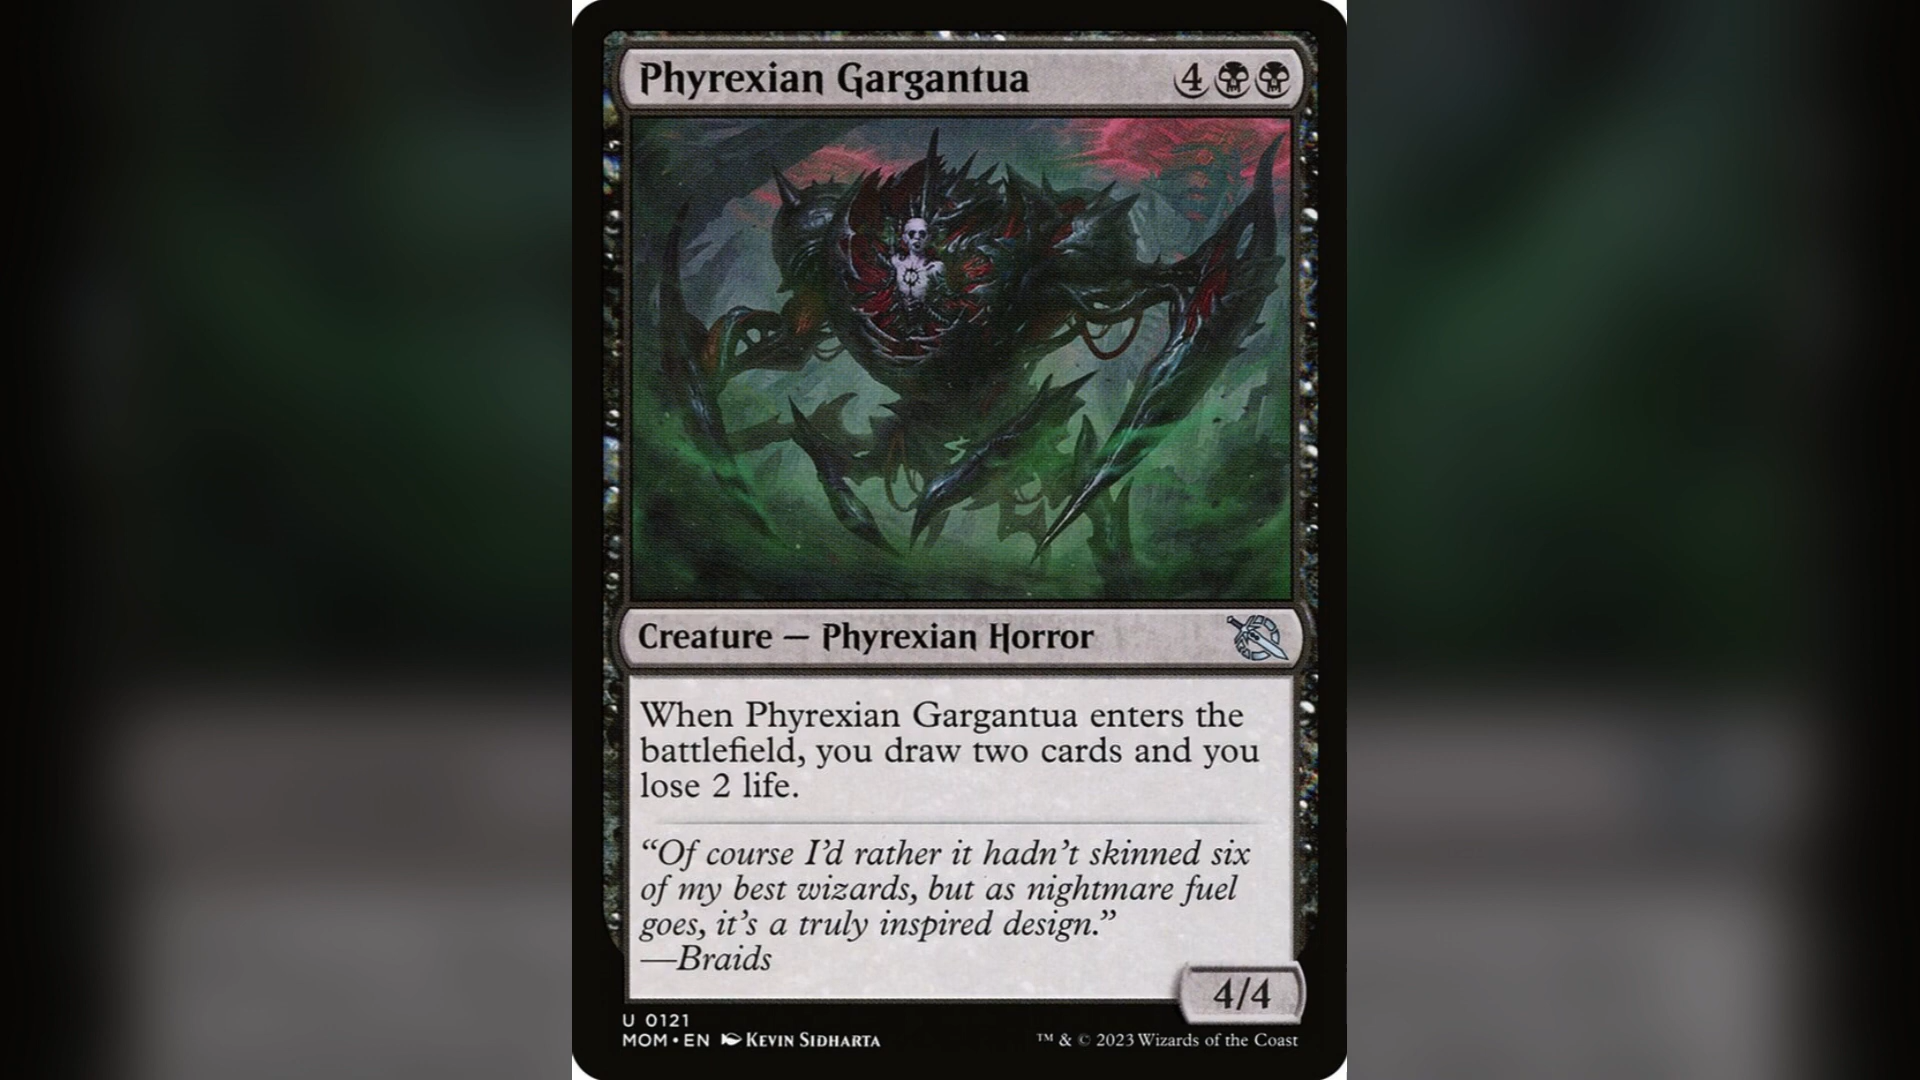 Phyrexian Gargantua 4
Creature — Phyrexian Horror
When Phyrexian Gargantua enters the
battlefield, you draw two cards and you
lose 2 life.
“Of course I’d rather it hadn’t skinned six
of my best wizards, but as nightmare fuel
goes, it’s a truly inspired design.”
—Braids
4/4
U 0121
MOM • EN Kevin Sidharta
™ & © 2023 Wizards of the Coast